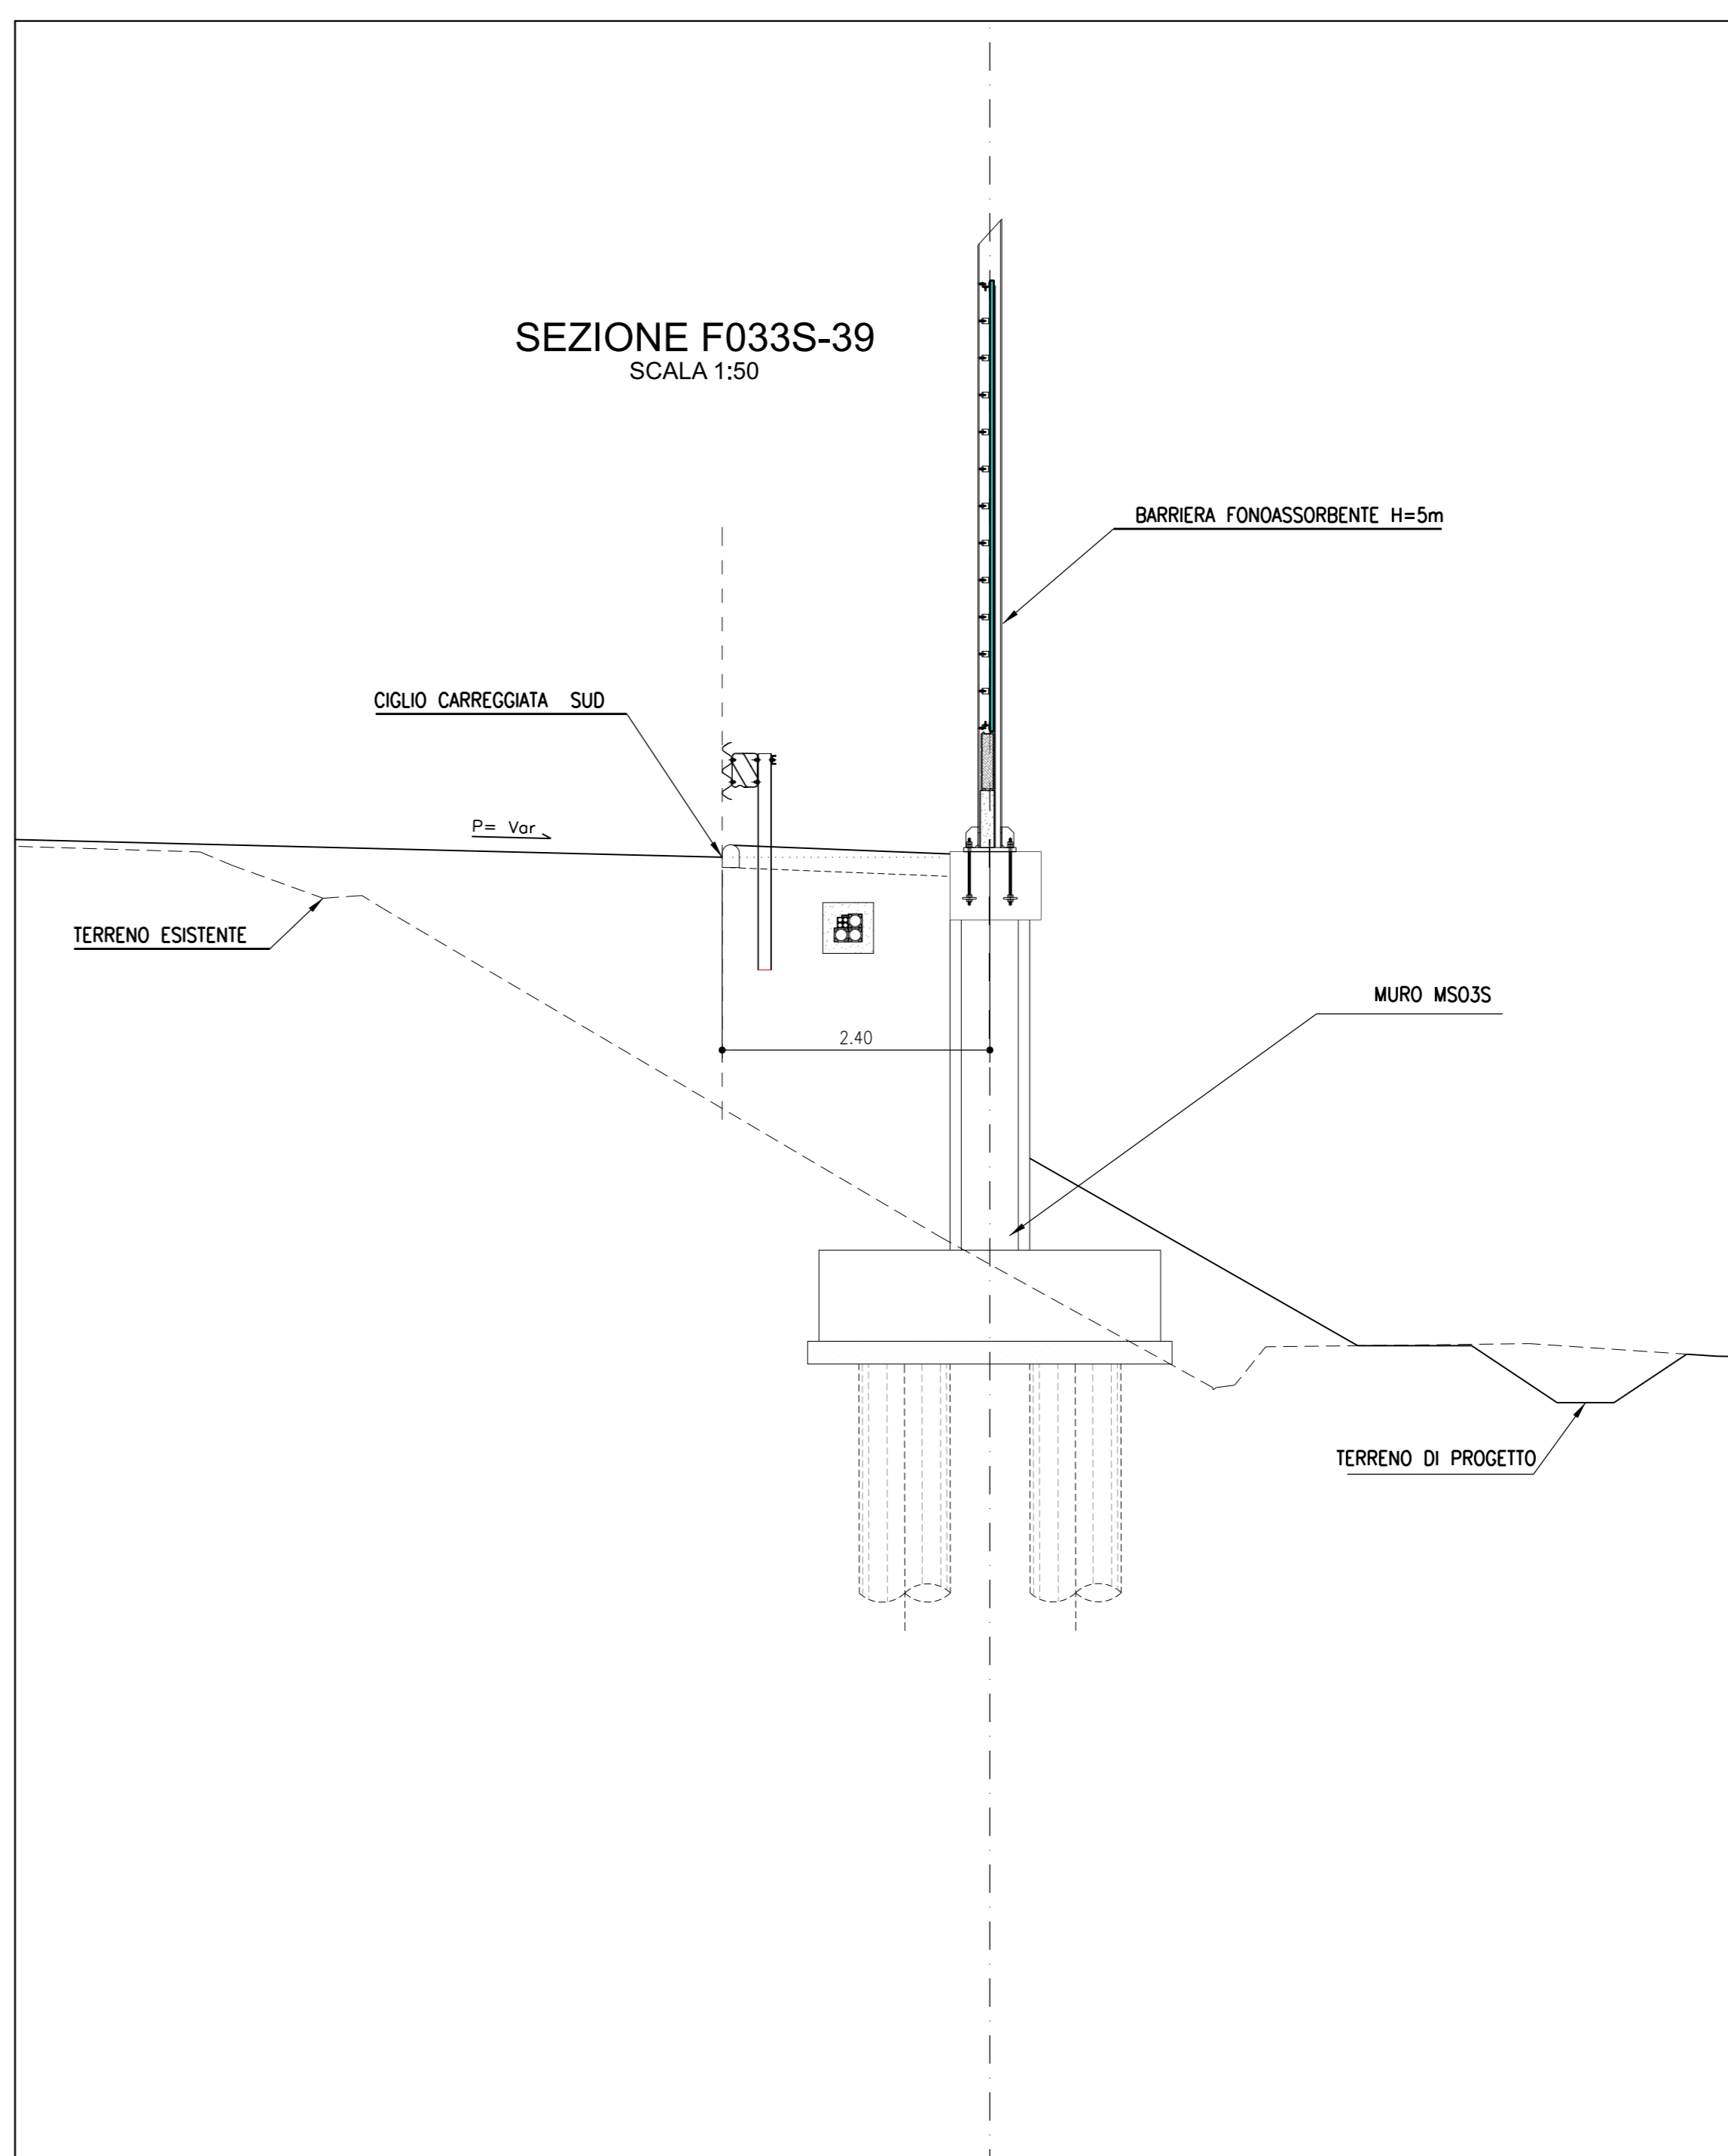 SEZIONE F033S-39
SCALA 1:50
BARRIERA FONOASSORBENTE H=5m
CIGLIO CARREGGIATA SUD
P= Var
TERRENO ESISTENTE
MURO MS03S
2.40
TERRENO DI PROGETTO